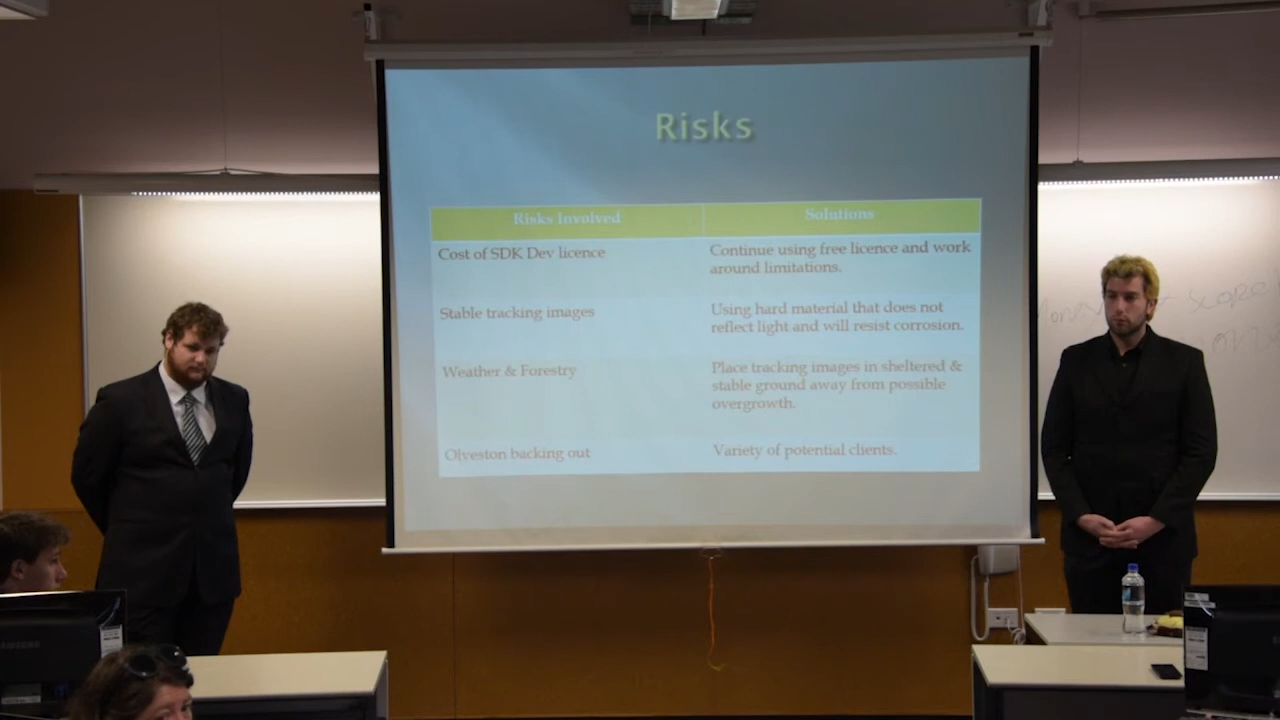 Risks
Risks Involved
Solutions
Cost of SDK Dev licence
Continue using free licence and work
around limitations.
Stable tracking images
Using hard material that does not
reflect light and will resist corrosion.
Weather & Forestry
Place tracking images in sheltered &
stable ground away from possible
overgrowth.
Olveston backing out
Variety of potential clients.
SAMSUNG